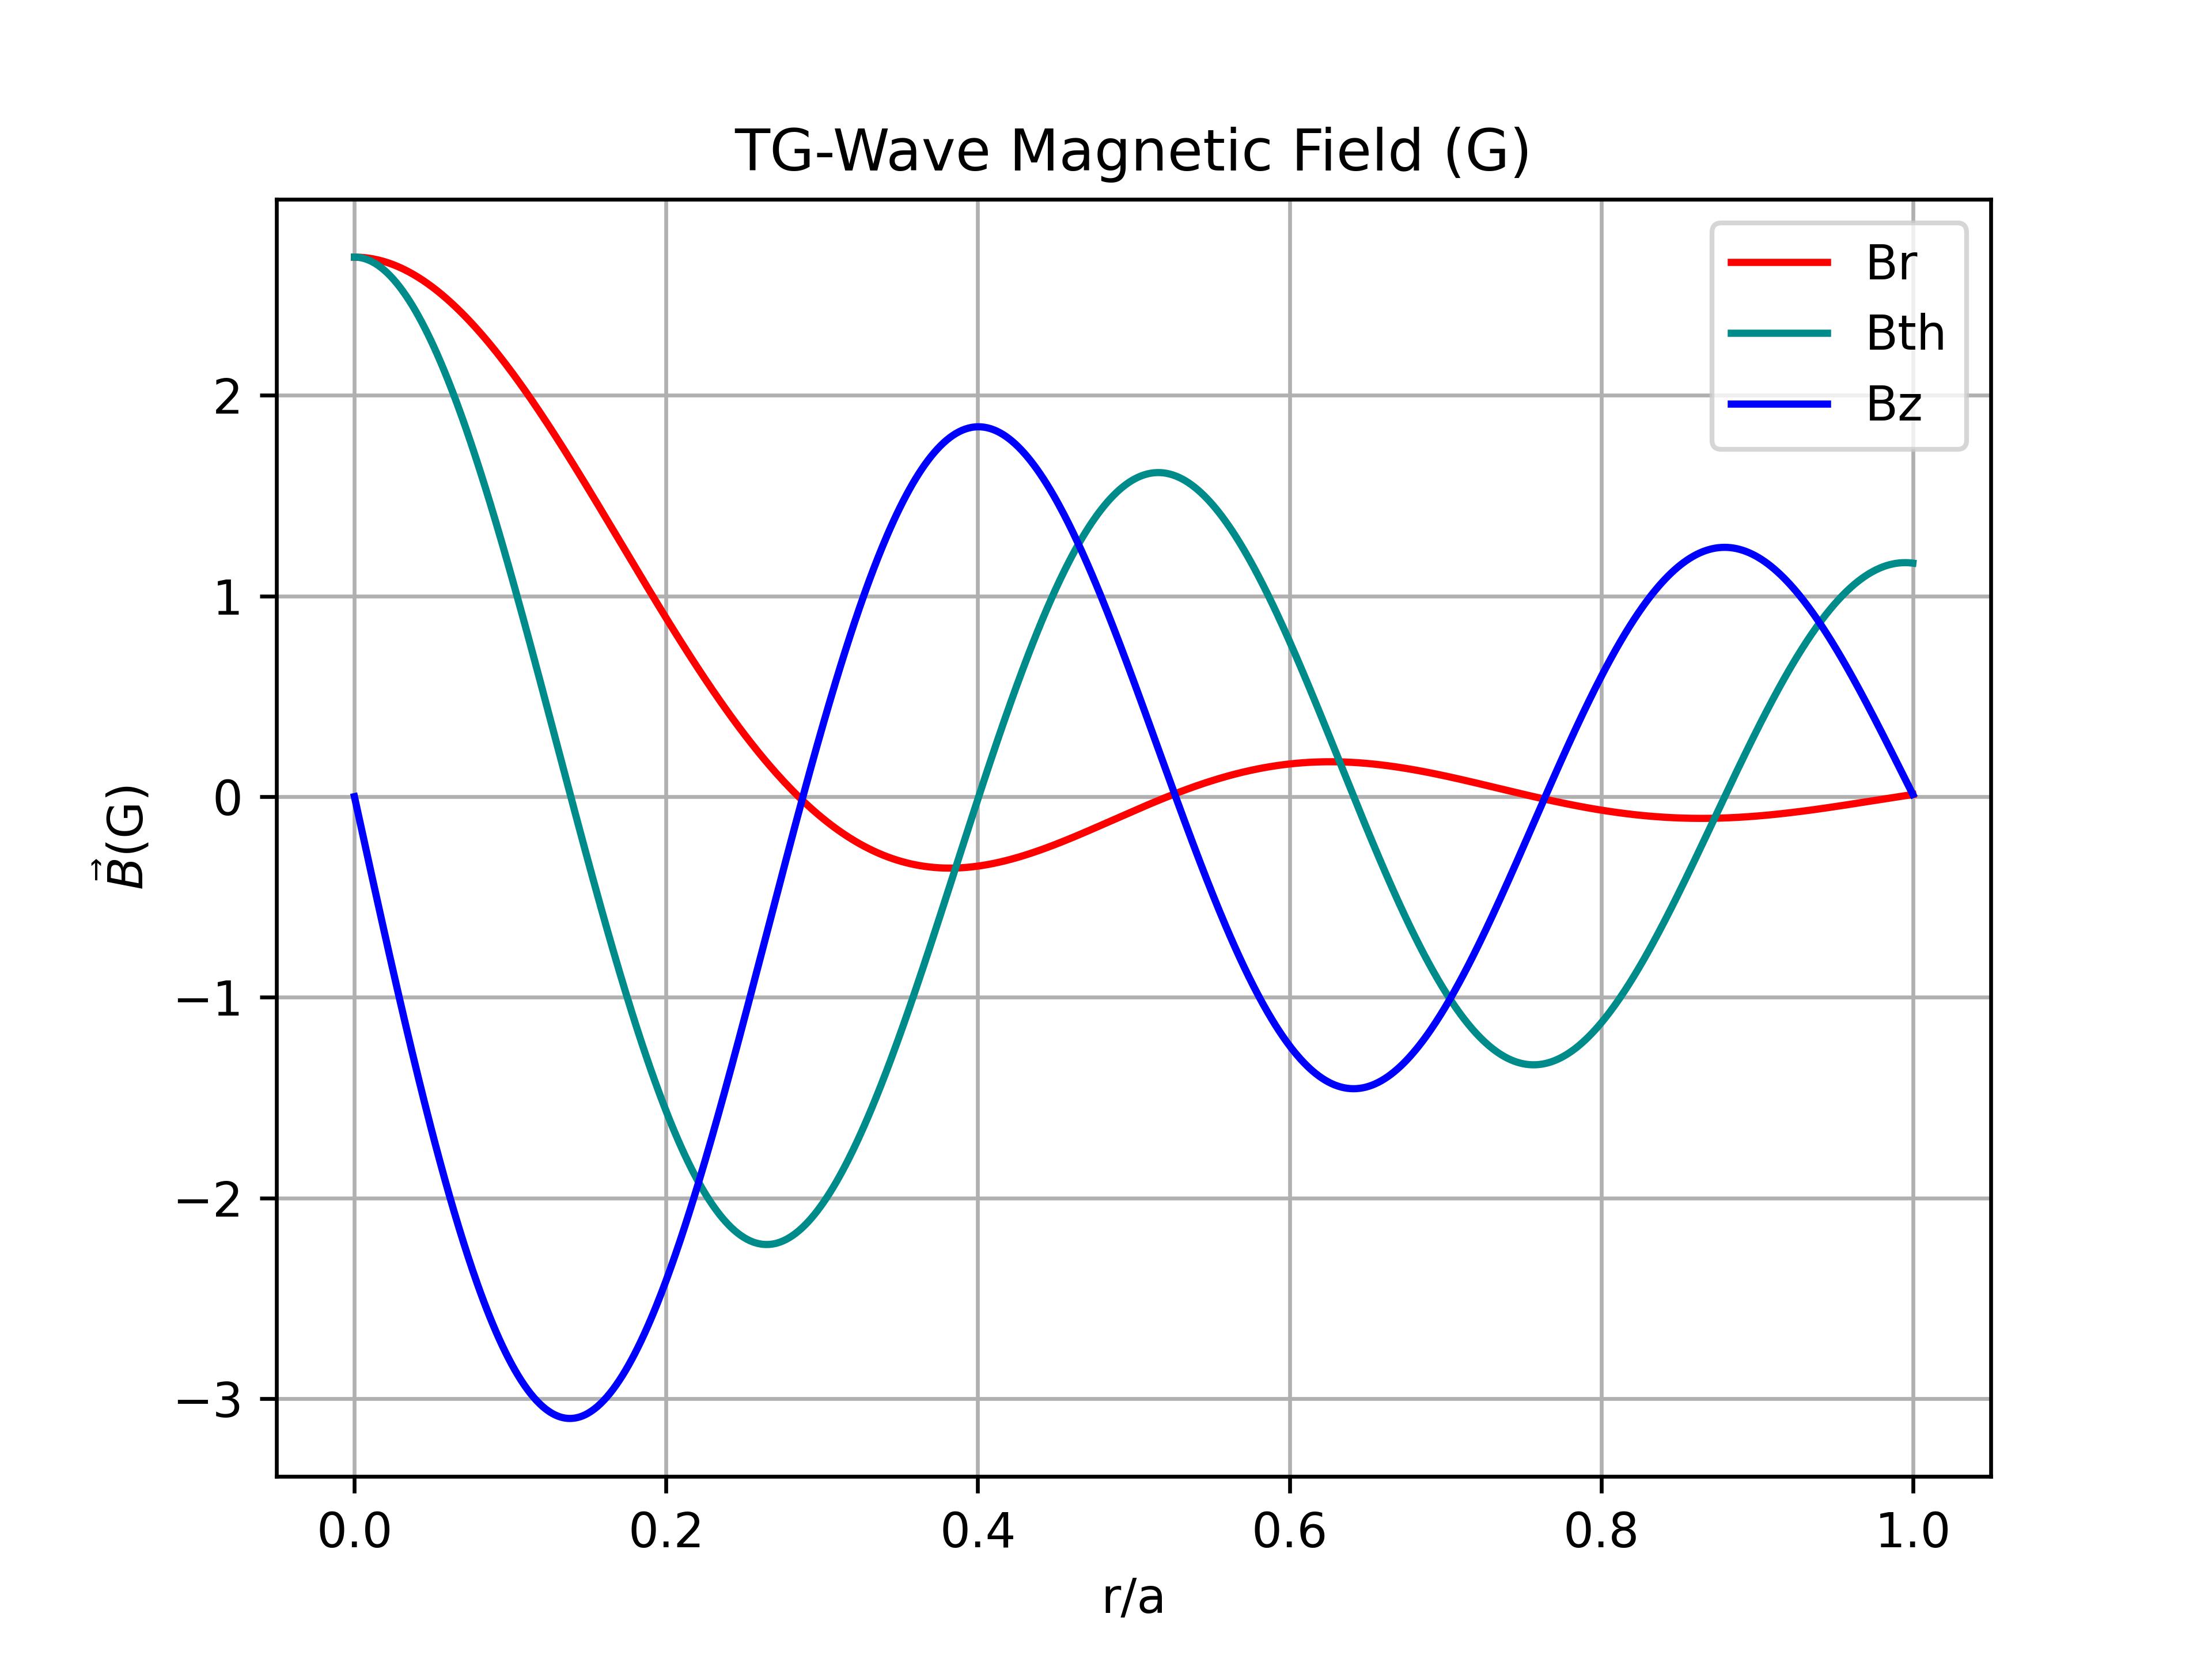 TG-Wave Magnetic Field (G)
Br
Bth
Bz
2
1
0
−1
−2
−3
$\vec{B}$(G)
0.0 0.2 0.4 0.6 0.8 1.0
r/a